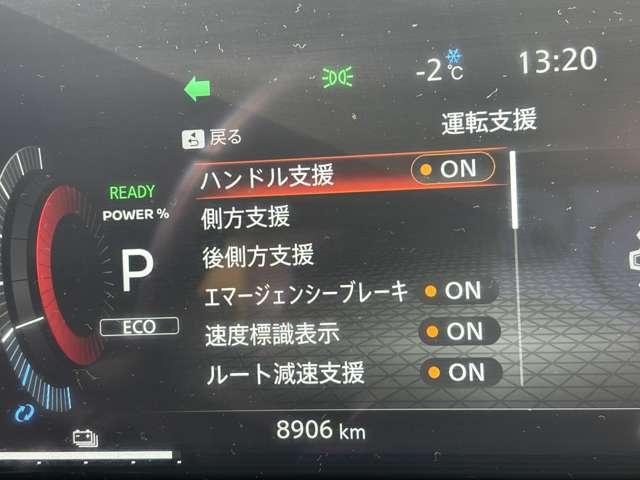 -2℃
13:20
戻る
運転支援
ハンドル支援 ON
側方支援
後側方支援
エマージェンシーブレーキ ON
速度標識表示 ON
ルート減速支援 ON
READY
POWER %
P
ECO
8906 km